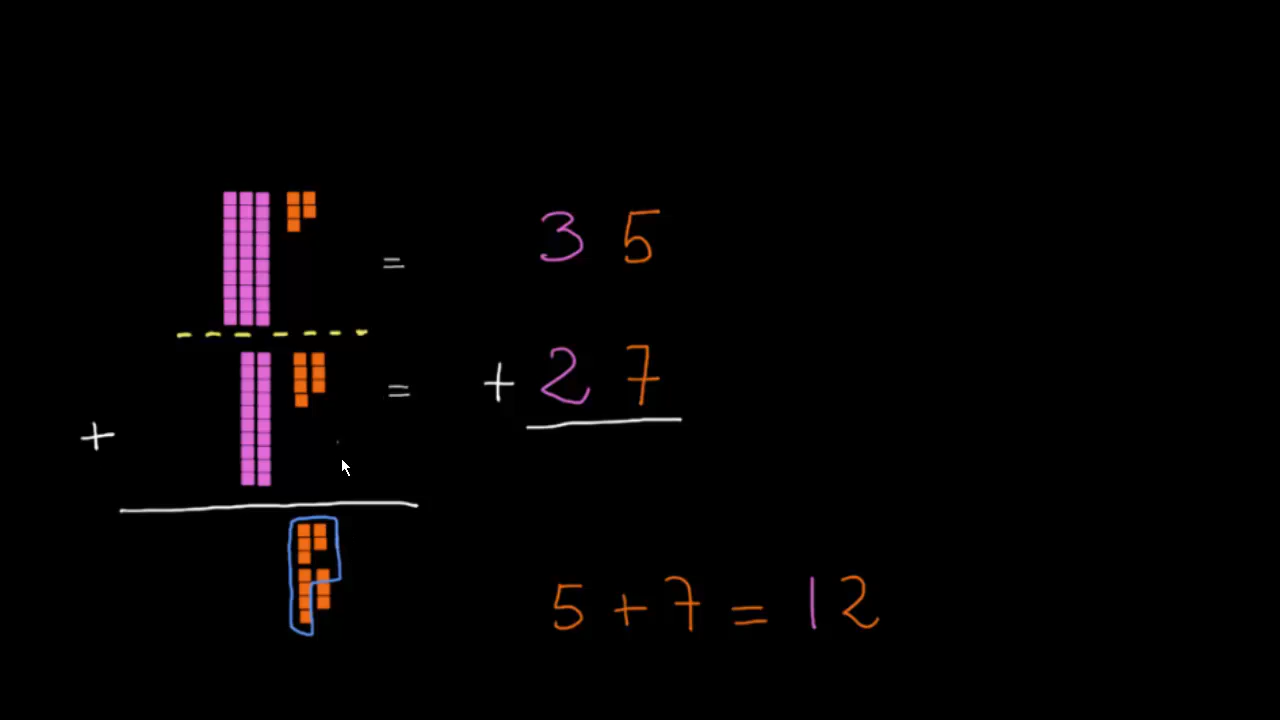 = 3 5
+ = + 2 7
5 + 7 = 12